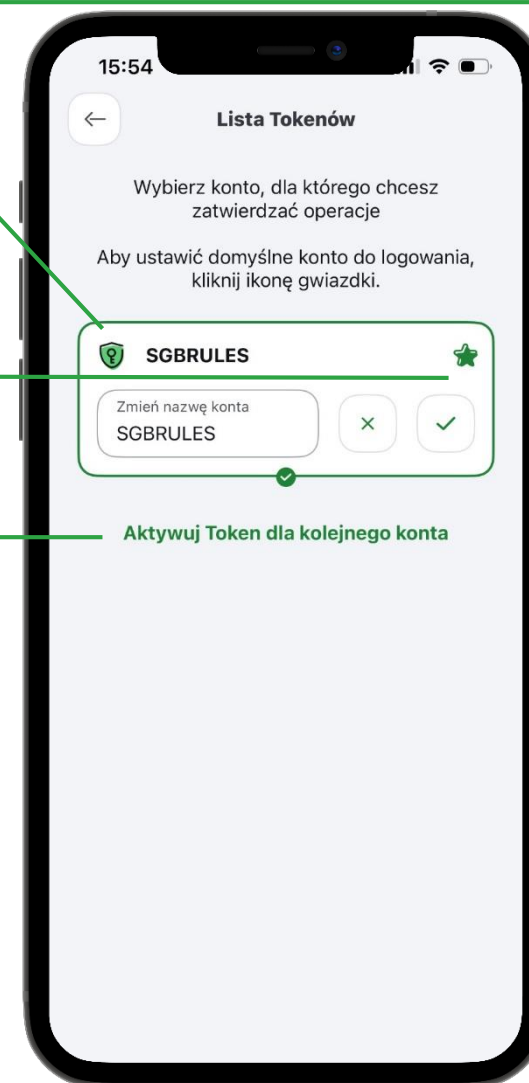 15:54
Lista Tokenów
Wybierz konto, dla którego chcesz
zatwierdzać operacje
Aby ustawić domyślne konto do logowania,
kliknij ikonę gwiazdki.
SGBRULES
Zmień nazwę konta
SGBRULES
Aktywuj Token dla kolejnego konta